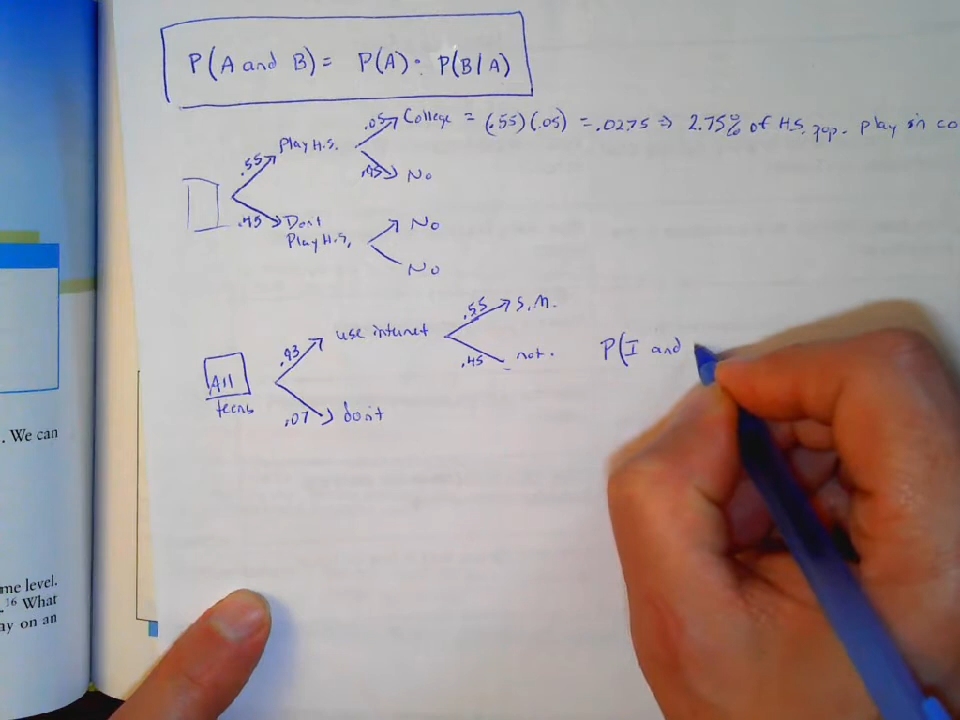 P(A and B) = P(A) · P(B/A)
.05 College = (.55)(.05) = .0275 ⇒ 2.75% of H.S. pop. play in co
.55 Play H.S.
.95 No
.45 Don't Play H.S.
No
No
.55 S.N.
.93 use internet
.45 not.
P(I and
All teens
.07 don't
. We can
me level.
16 What
ay on an